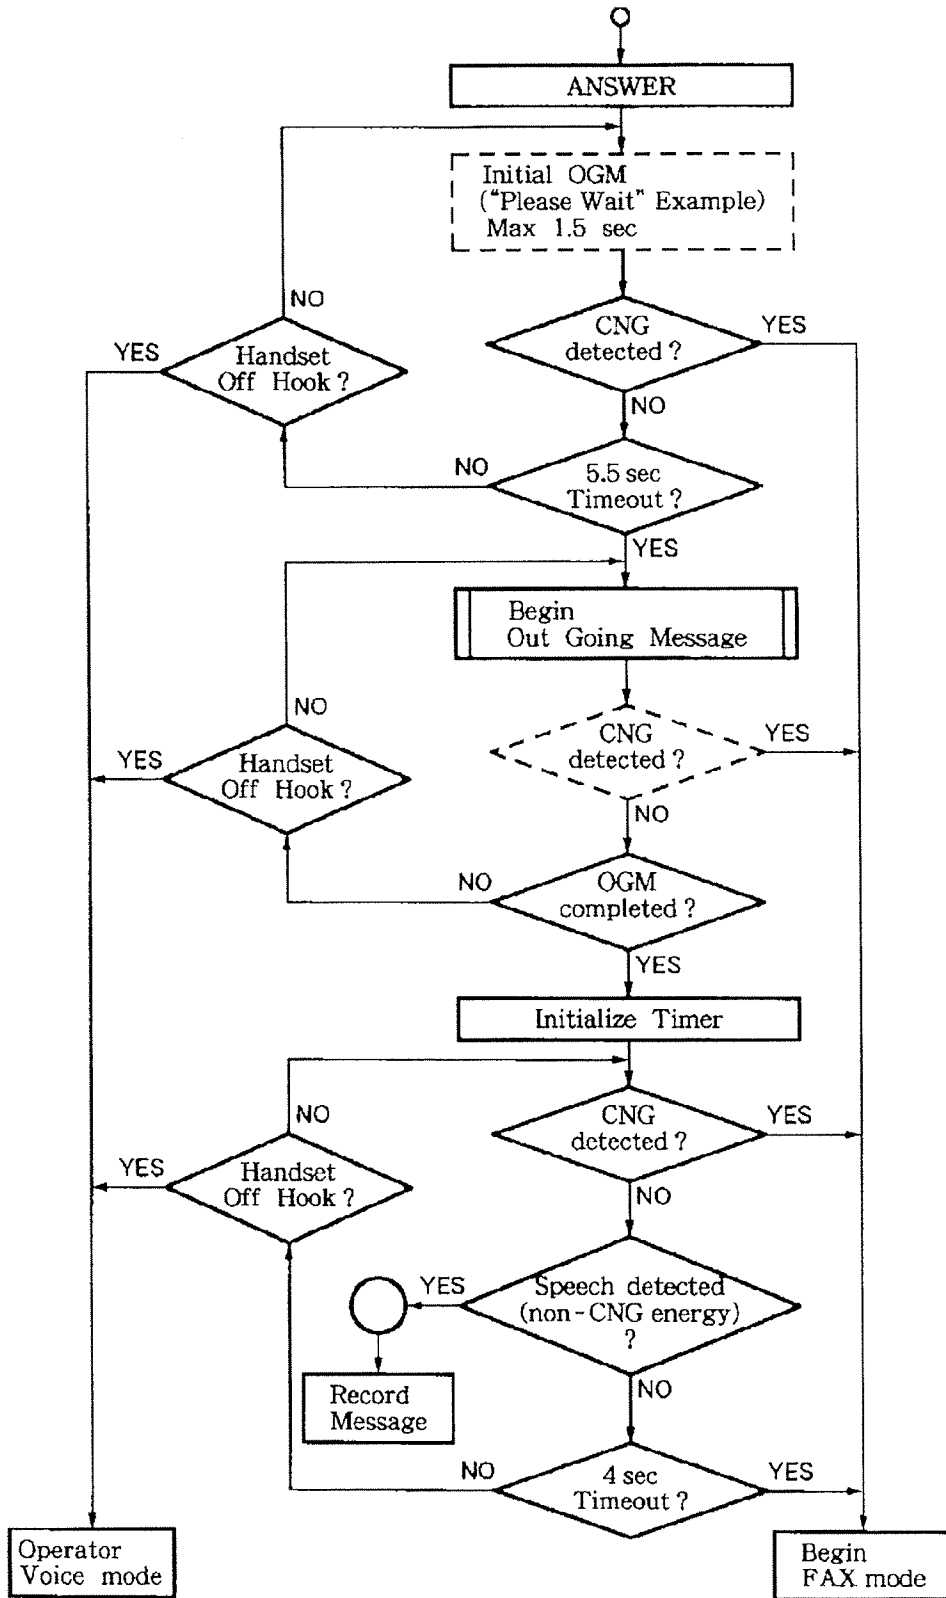 ANSWER
Initial OGM
("Please Wait" Example)
Max 1.5 sec
NO
CNG
detected ?
YES
YES
Handset
Off Hook ?
NO
NO
5.5 sec
Timeout ?
YES
Begin
Out Going Message
NO
CNG
detected ?
YES
YES
Handset
Off Hook ?
NO
NO
OGM
completed ?
YES
Initialize Timer
NO
CNG
detected ?
YES
YES
Handset
Off Hook ?
NO
YES
Speech detected
(non-CNG energy)
?
Record
Message
NO
NO
4 sec
Timeout ?
YES
Operator
Voice mode
Begin
FAX mode